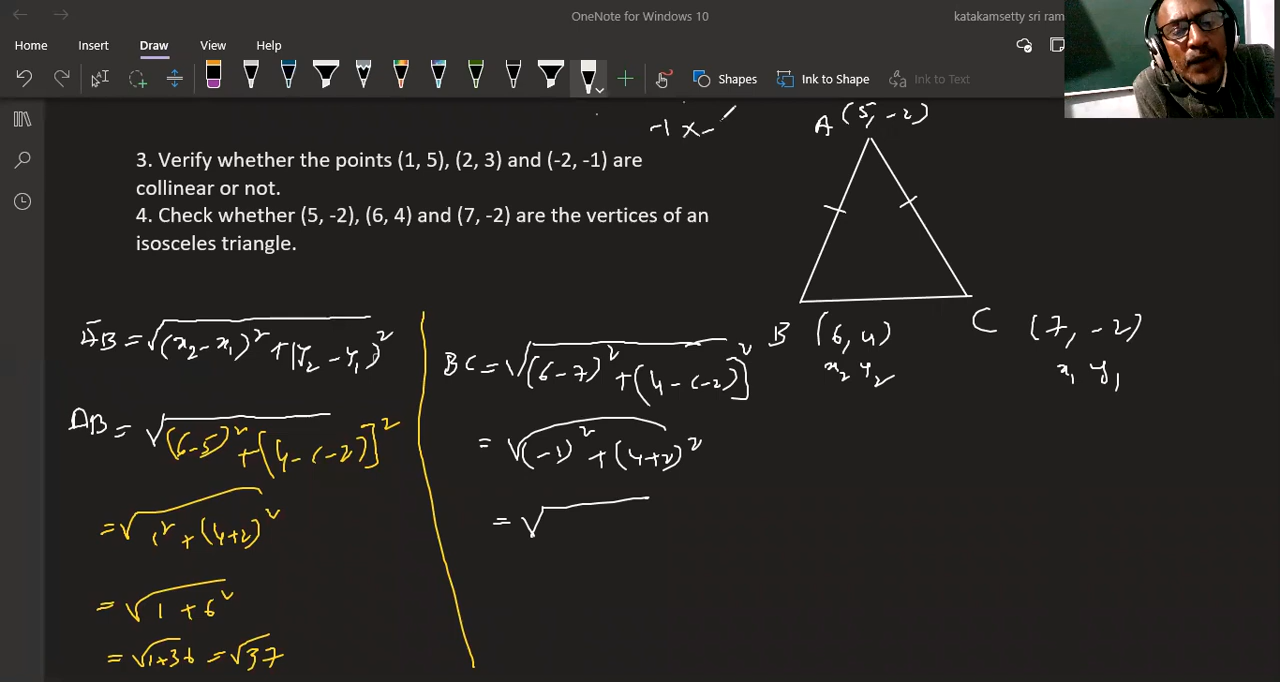 OneNote for Windows 10
katakamsetty sri ram
Home Insert Draw View Help
Shapes Ink to Shape Ink to Text
-1 x -
A (5, -2)
3. Verify whether the points (1, 5), (2, 3) and (-2, -1) are
collinear or not.
4. Check whether (5, -2), (6, 4) and (7, -2) are the vertices of an
isosceles triangle.
B (6, 4) C (7, -2)
x₂ y₂ x₁ y₁
AB = √(x₂ - x₁)² + (y₂ - y₁)²
AB = √(6-5)² + [4-(-2)]²
= √1² + (4+2)²
= √1 + 6²
= √1+36 = √37
BC = √(6-7)² + [4-(-2)]²
= √(-1)² + (4+2)²
= √